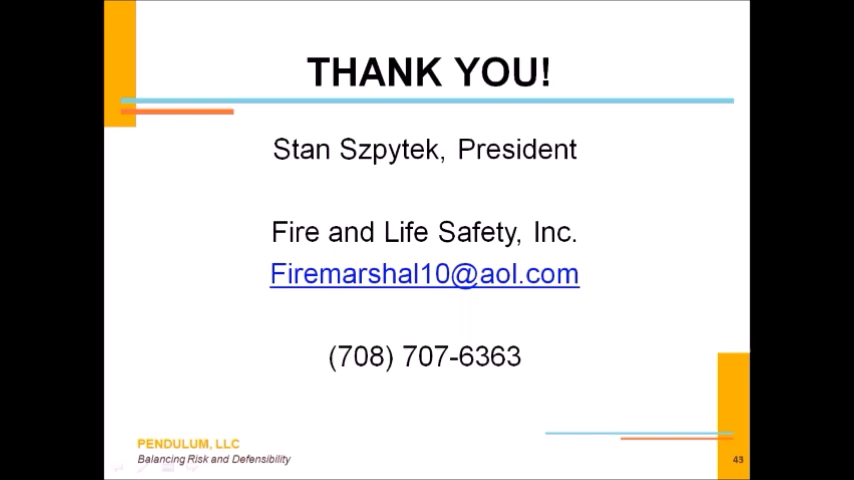 THANK YOU!
Stan Szpytek, President
Fire and Life Safety, Inc.
Firemarshal10@aol.com
(708) 707-6363
PENDULUM, LLC
Balancing Risk and Defensibility
43